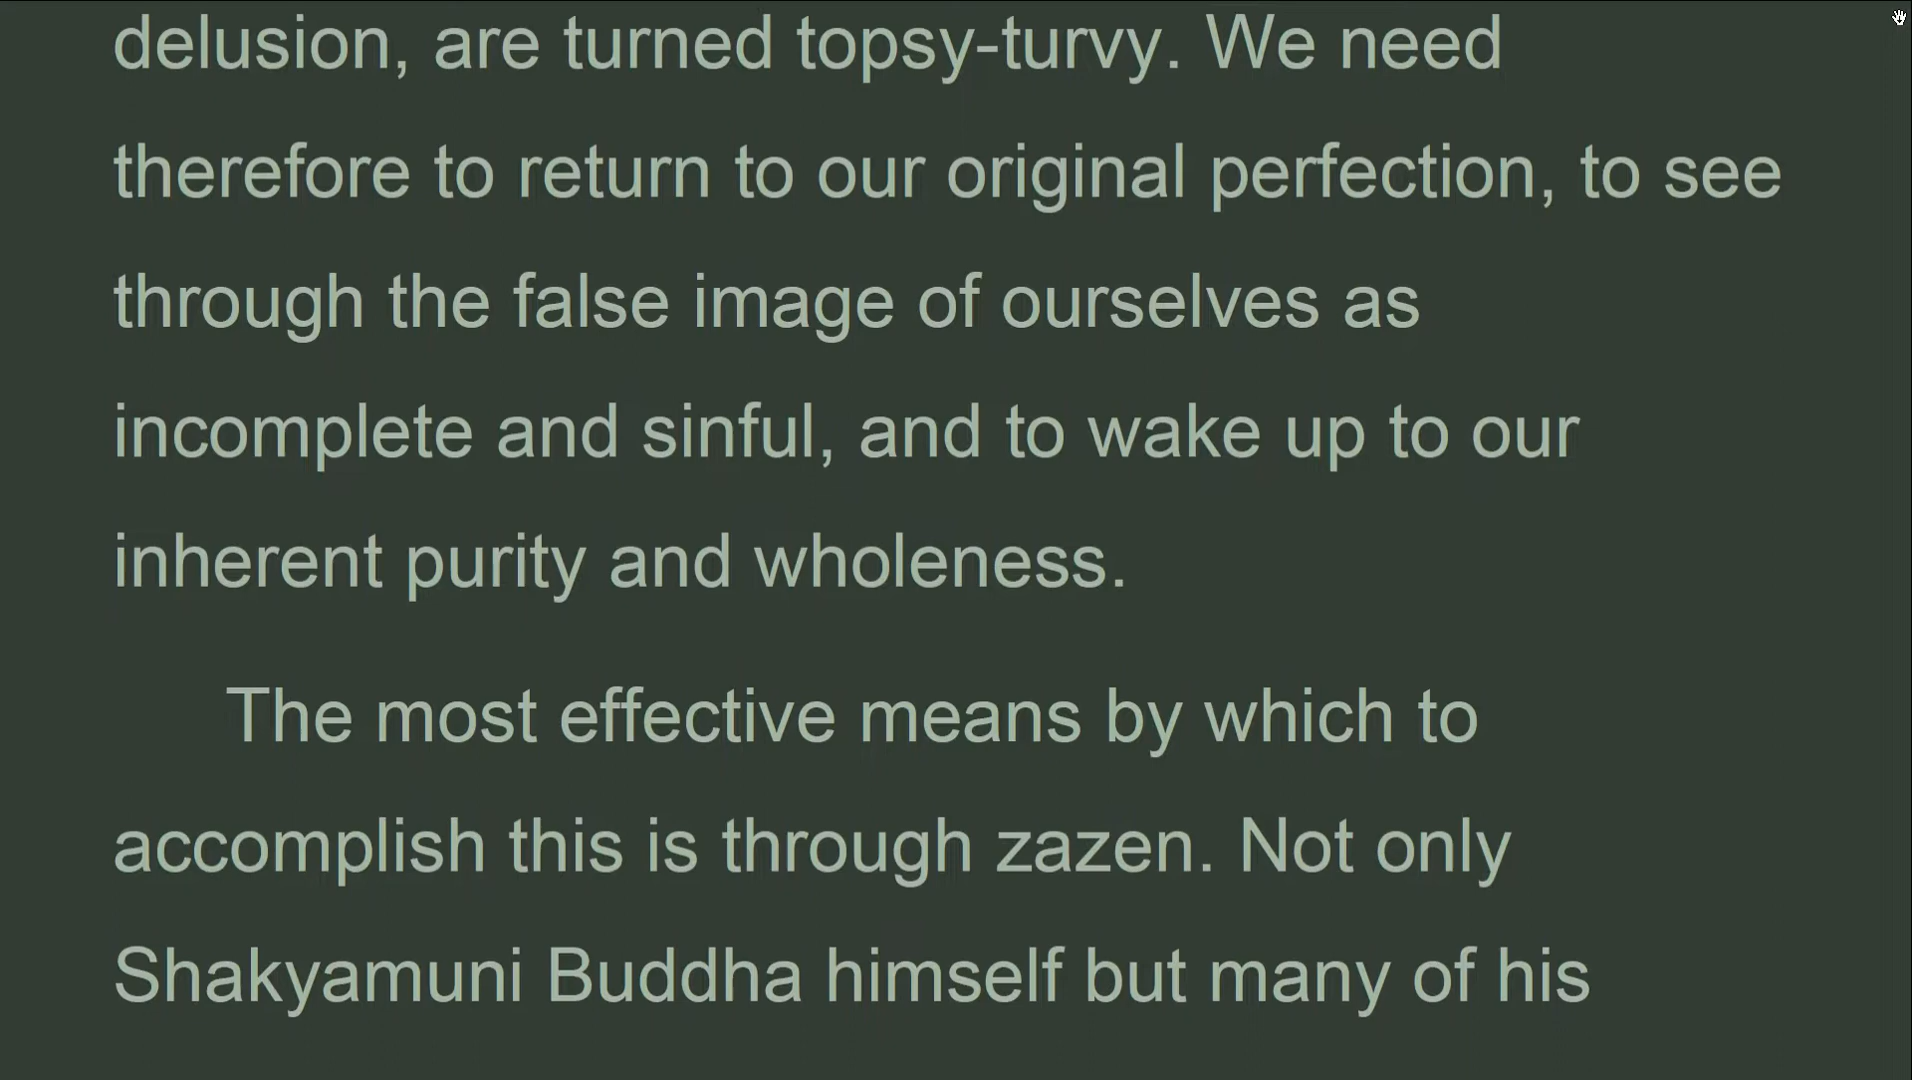 delusion, are turned topsy-turvy. We need
therefore to return to our original perfection, to see
through the false image of ourselves as
incomplete and sinful, and to wake up to our
inherent purity and wholeness.
The most effective means by which to
accomplish this is through zazen. Not only
Shakyamuni Buddha himself but many of his